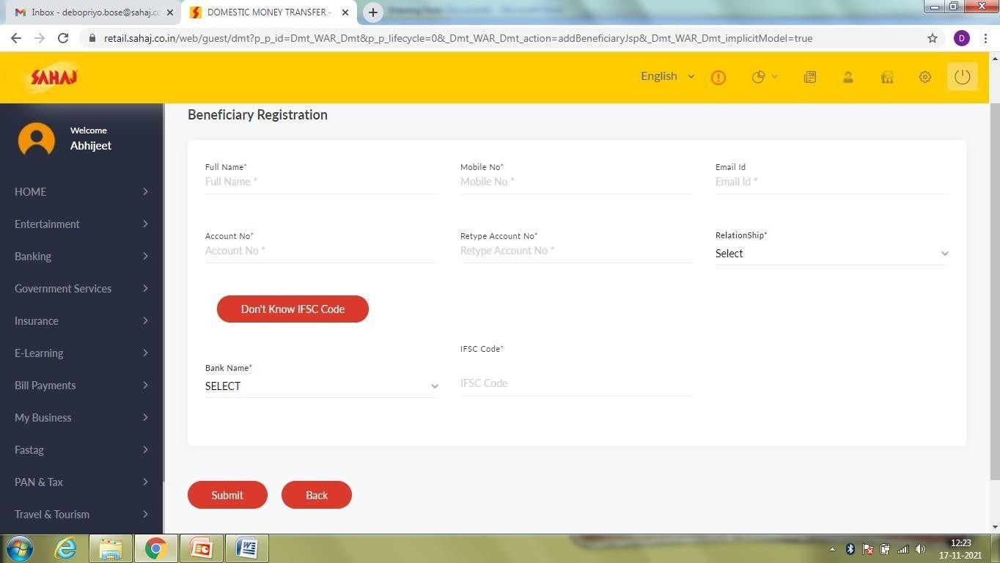 Inbox - debopriyo.bose@sahaj.cc
DOMESTIC MONEY TRANSFER -
retail.sahaj.co.in/web/guest/dmt?p_p_id=Dmt_WAR_Dmt&p_p_lifecycle=0&_Dmt_WAR_Dmt_action=addBeneficiaryJsp&_Dmt_WAR_Dmt_implicitModel=true
D
SAHAJ
English
Welcome
Abhijeet
HOME
Entertainment
Banking
Government Services
Insurance
E-Learning
Bill Payments
My Business
Fastag
PAN & Tax
Travel & Tourism
Beneficiary Registration
Full Name*
Full Name *
Mobile No*
Mobile No *
Email Id
Email Id *
Account No*
Account No *
Retype Account No*
Retype Account No *
RelationShip*
Select
Don't Know IFSC Code
Bank Name*
SELECT
IFSC Code*
IFSC Code
Submit
Back
12:23
17-11-2021